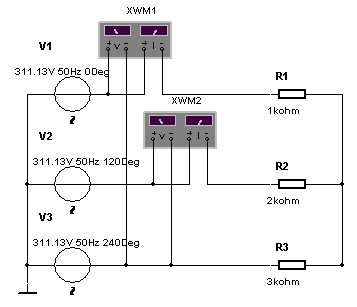 XWM1
V1
+ V - + I -
311.13V 50Hz 0Deg
R1
1kohm
XWM2
V2
+ V - + I -
311.13V 50Hz 120Deg
R2
2kohm
V3
311.13V 50Hz 240Deg
R3
3kohm